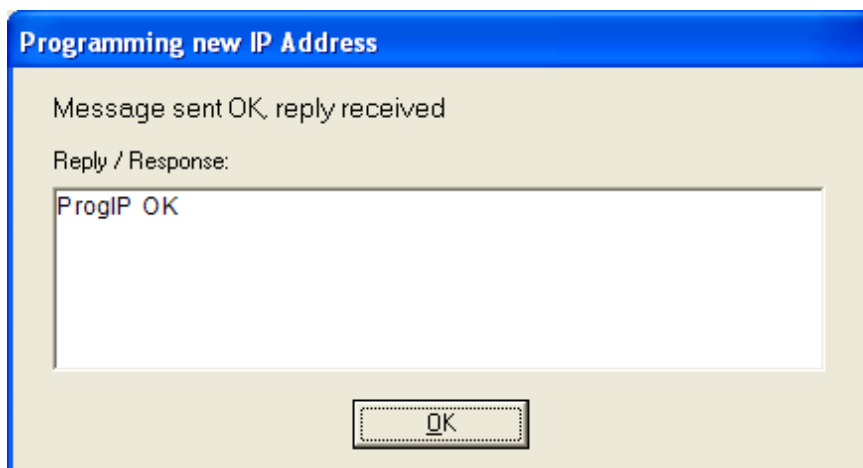 Programming new IP Address
Message sent OK, reply received
Reply / Response:
ProgIP OK
OK